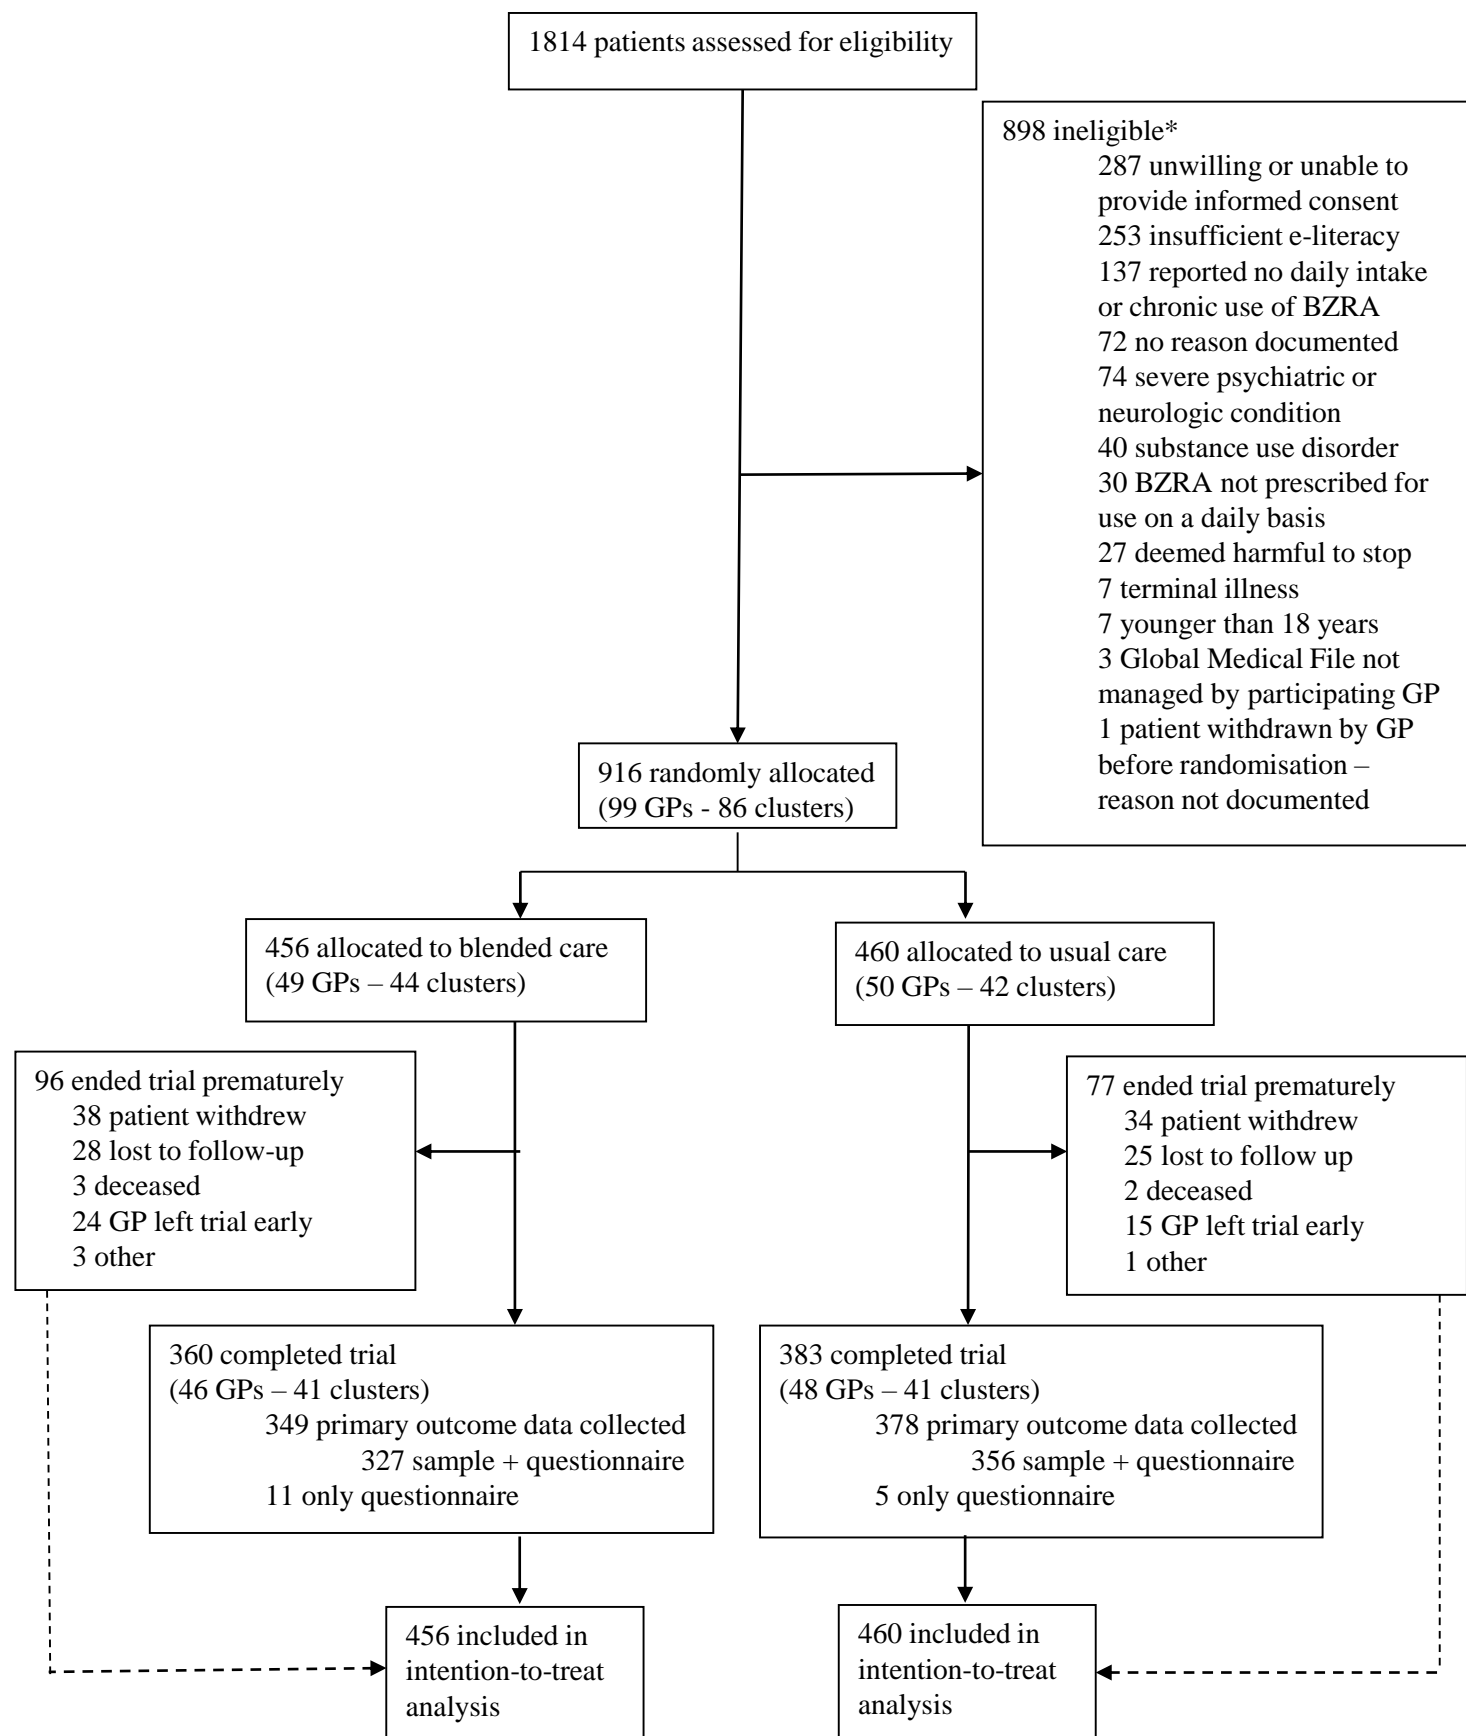 1814 patients assessed for eligibility
898 ineligible*
287 unwilling or unable to
provide informed consent
253 insufficient e-literacy
137 reported no daily intake
or chronic use of BZRA
72 no reason documented
74 severe psychiatric or
neurologic condition
40 substance use disorder
30 BZRA not prescribed for
use on a daily basis
27 deemed harmful to stop
7 terminal illness
7 younger than 18 years
3 Global Medical File not
managed by participating GP
1 patient withdrawn by GP
before randomisation –
reason not documented
916 randomly allocated
(99 GPs - 86 clusters)
456 allocated to blended care
(49 GPs – 44 clusters)
460 allocated to usual care
(50 GPs – 42 clusters)
96 ended trial prematurely
38 patient withdrew
28 lost to follow-up
3 deceased
24 GP left trial early
3 other
77 ended trial prematurely
34 patient withdrew
25 lost to follow up
2 deceased
15 GP left trial early
1 other
360 completed trial
(46 GPs – 41 clusters)
349 primary outcome data collected
327 sample + questionnaire
11 only questionnaire
383 completed trial
(48 GPs – 41 clusters)
378 primary outcome data collected
356 sample + questionnaire
5 only questionnaire
456 included in
intention-to-treat
analysis
460 included in
intention-to-treat
analysis